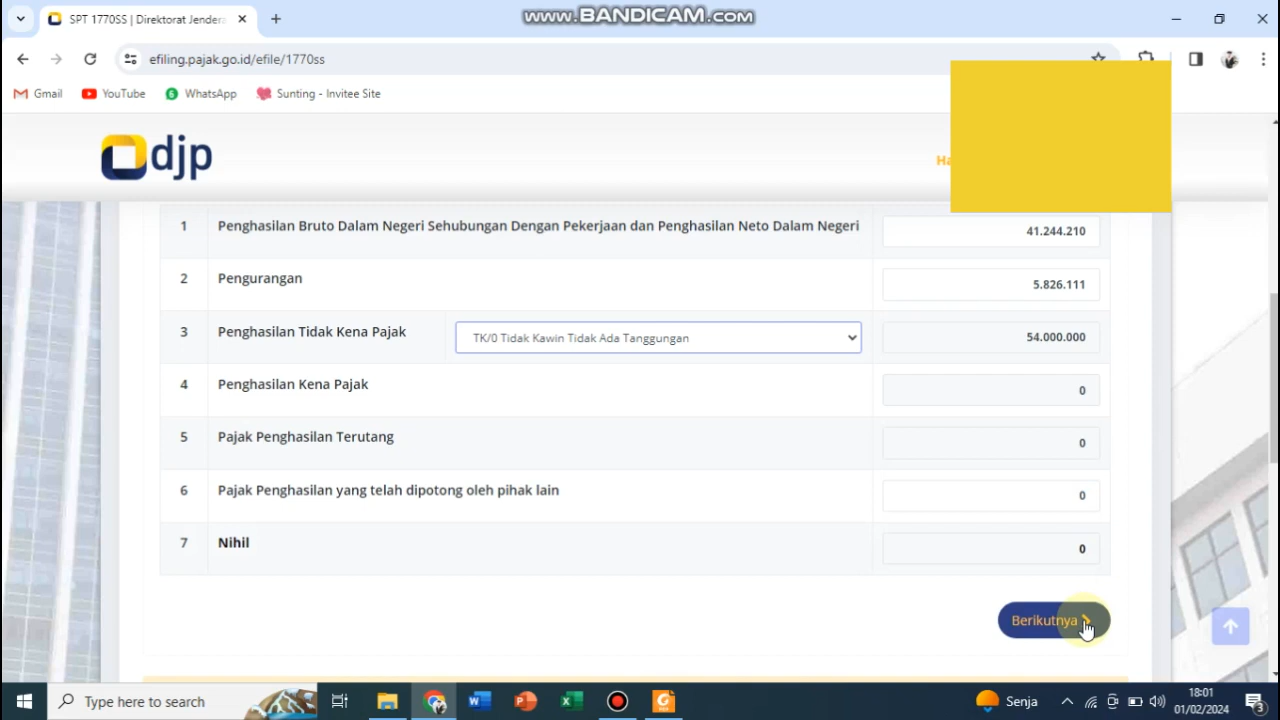 www.BANDICAM.com
SPT 1770SS | Direktorat Jendera
efiling.pajak.go.id/efile/1770ss
Gmail
YouTube
WhatsApp
Sunting - Invitee Site
djp
Ha
1 Penghasilan Bruto Dalam Negeri Sehubungan Dengan Pekerjaan dan Penghasilan Neto Dalam Negeri 41.244.210
2 Pengurangan 5.826.111
3 Penghasilan Tidak Kena Pajak TK/0 Tidak Kawin Tidak Ada Tanggungan 54.000.000
4 Penghasilan Kena Pajak 0
5 Pajak Penghasilan Terutang 0
6 Pajak Penghasilan yang telah dipotong oleh pihak lain 0
7 Nihil 0
Berikutnya
Type here to search
Senja
18:01
01/02/2024
3